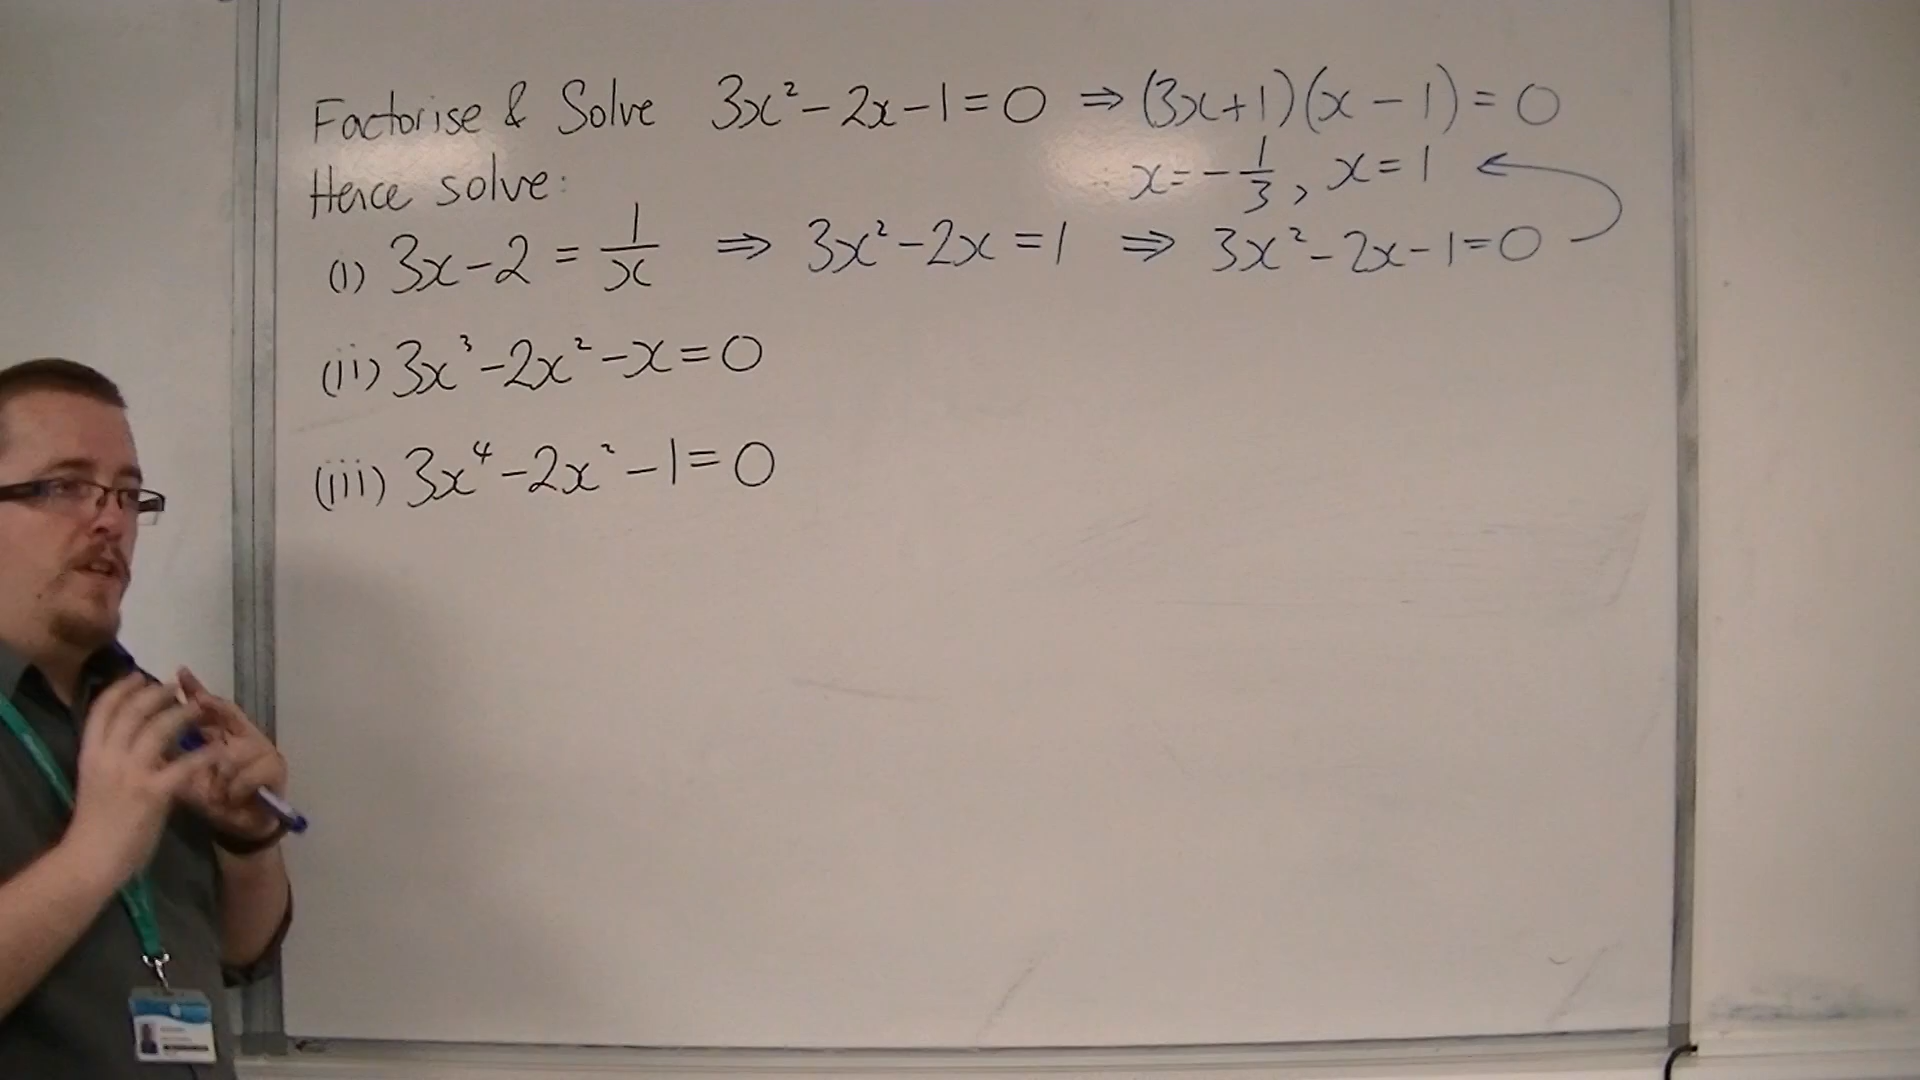 Factorise & Solve 3x² - 2x - 1 = 0 ⇒ (3x+1)(x - 1) = 0
Hence solve: x = -1/3, x = 1
(i) 3x - 2 = 1/x ⇒ 3x² - 2x = 1 ⇒ 3x² - 2x - 1 = 0
(ii) 3x³ - 2x² - x = 0
(iii) 3x⁴ - 2x² - 1 = 0